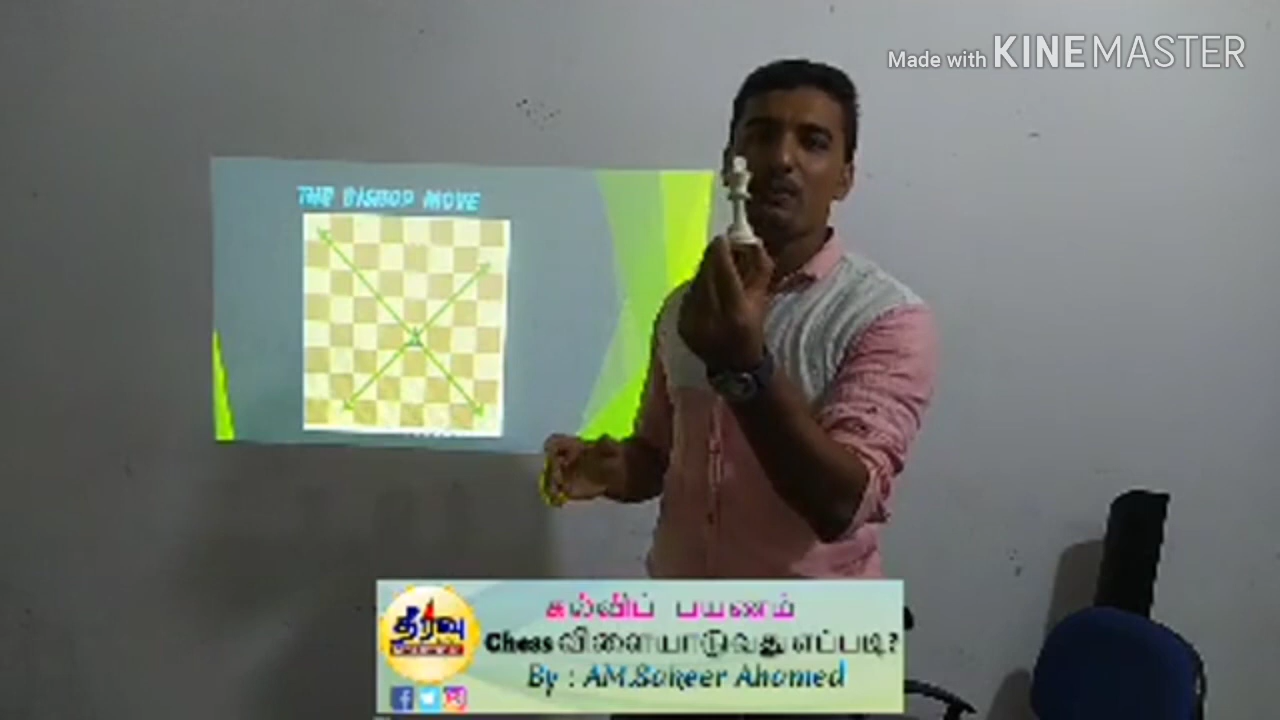 Made with KINEMASTER
THE BISHOP MOVE
கல்விப் பயணம்
தீர்வு
Chess விளையாடுவது எப்படி?
By : AM.Sakeer Ahamed